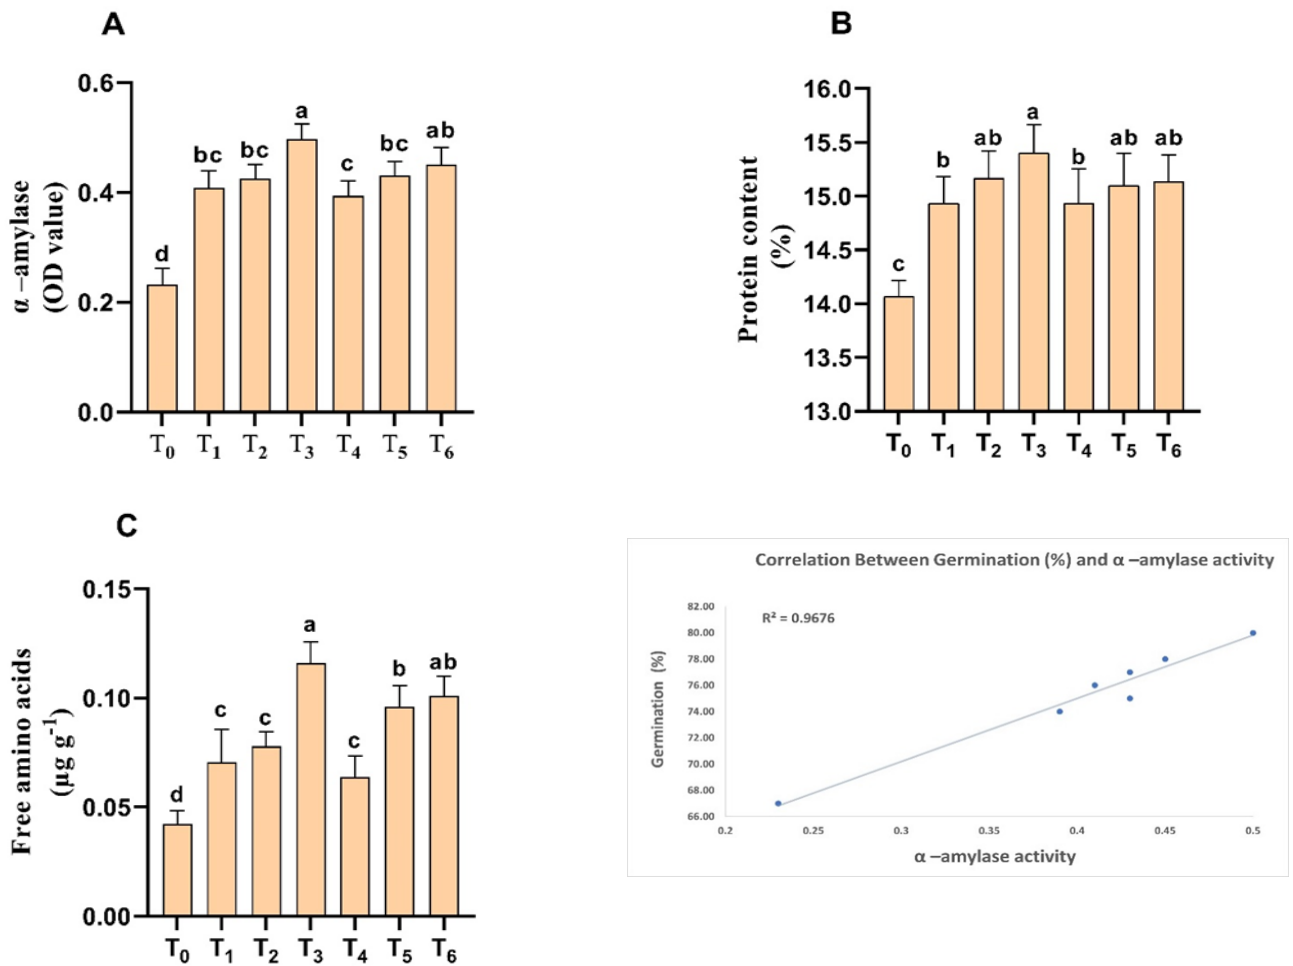 A
α –amylase
(OD value)
0.6
0.4
0.2
0.0
d
bc
bc
a
c
bc
ab
T0 T1 T2 T3 T4 T5 T6
B
Protein content
(%)
16.0
15.5
15.0
14.5
14.0
13.5
13.0
c
b
ab
a
b
ab
ab
T0 T1 T2 T3 T4 T5 T6
C
Free amino acids
(µg g-1)
0.15
0.10
0.05
0.00
d
c
c
a
c
b
ab
T0 T1 T2 T3 T4 T5 T6
Correlation Between Germination (%) and α –amylase activity
R² = 0.9676
Germination (%)
82.00
80.00
78.00
76.00
74.00
72.00
70.00
68.00
66.00
0.2 0.25 0.3 0.35 0.4 0.45 0.5
α –amylase activity